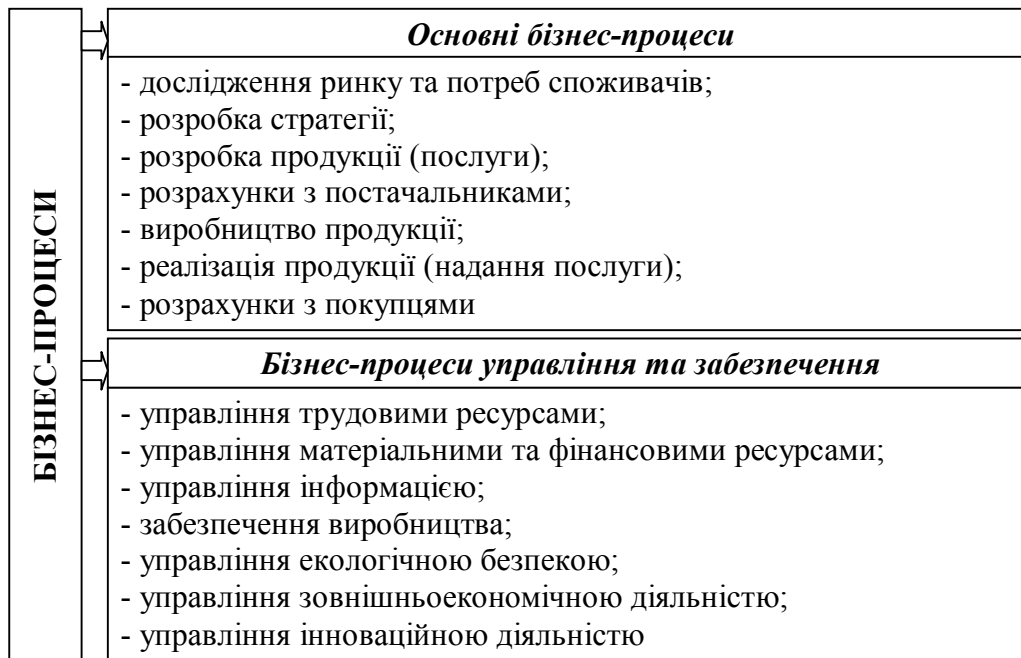 БІЗНЕС-ПРОЦЕСИ
Основні бізнес-процеси
- дослідження ринку та потреб споживачів;
- розробка стратегії;
- розробка продукції (послуги);
- розрахунки з постачальниками;
- виробництво продукції;
- реалізація продукції (надання послуги);
- розрахунки з покупцями
Бізнес-процеси управління та забезпечення
- управління трудовими ресурсами;
- управління матеріальними та фінансовими ресурсами;
- управління інформацією;
- забезпечення виробництва;
- управління екологічною безпекою;
- управління зовнішньоекономічною діяльністю;
- управління інноваційною діяльністю